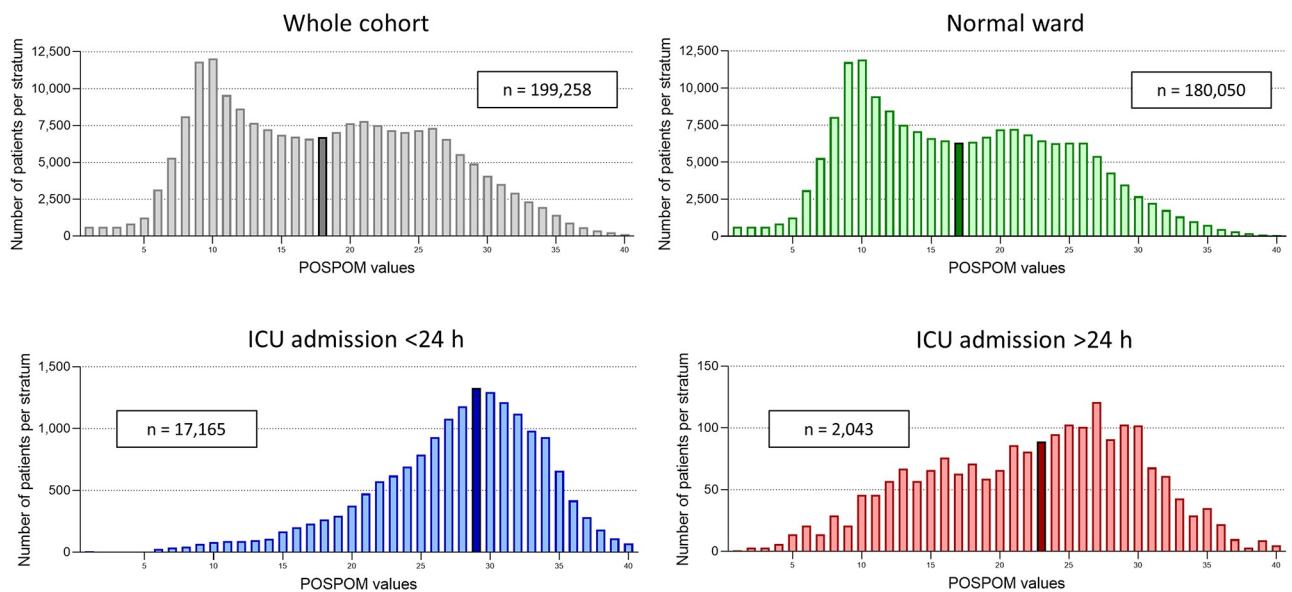 Whole cohort
Number of patients per stratum
12,500
10,000
7,500
5,000
2,500
0
n = 199,258
5 10 15 20 25 30 35 40
POSPOM values
Normal ward
Number of patients per stratum
12,500
10,000
7,500
5,000
2,500
0
n = 180,050
5 10 15 20 25 30 35 40
POSPOM values
ICU admission <24 h
Number of patients per stratum
1,500
1,000
500
0
n = 17,165
5 10 15 20 25 30 35 40
POSPOM values
ICU admission >24 h
Number of patients per stratum
150
100
50
0
n = 2,043
5 10 15 20 25 30 35 40
POSPOM values